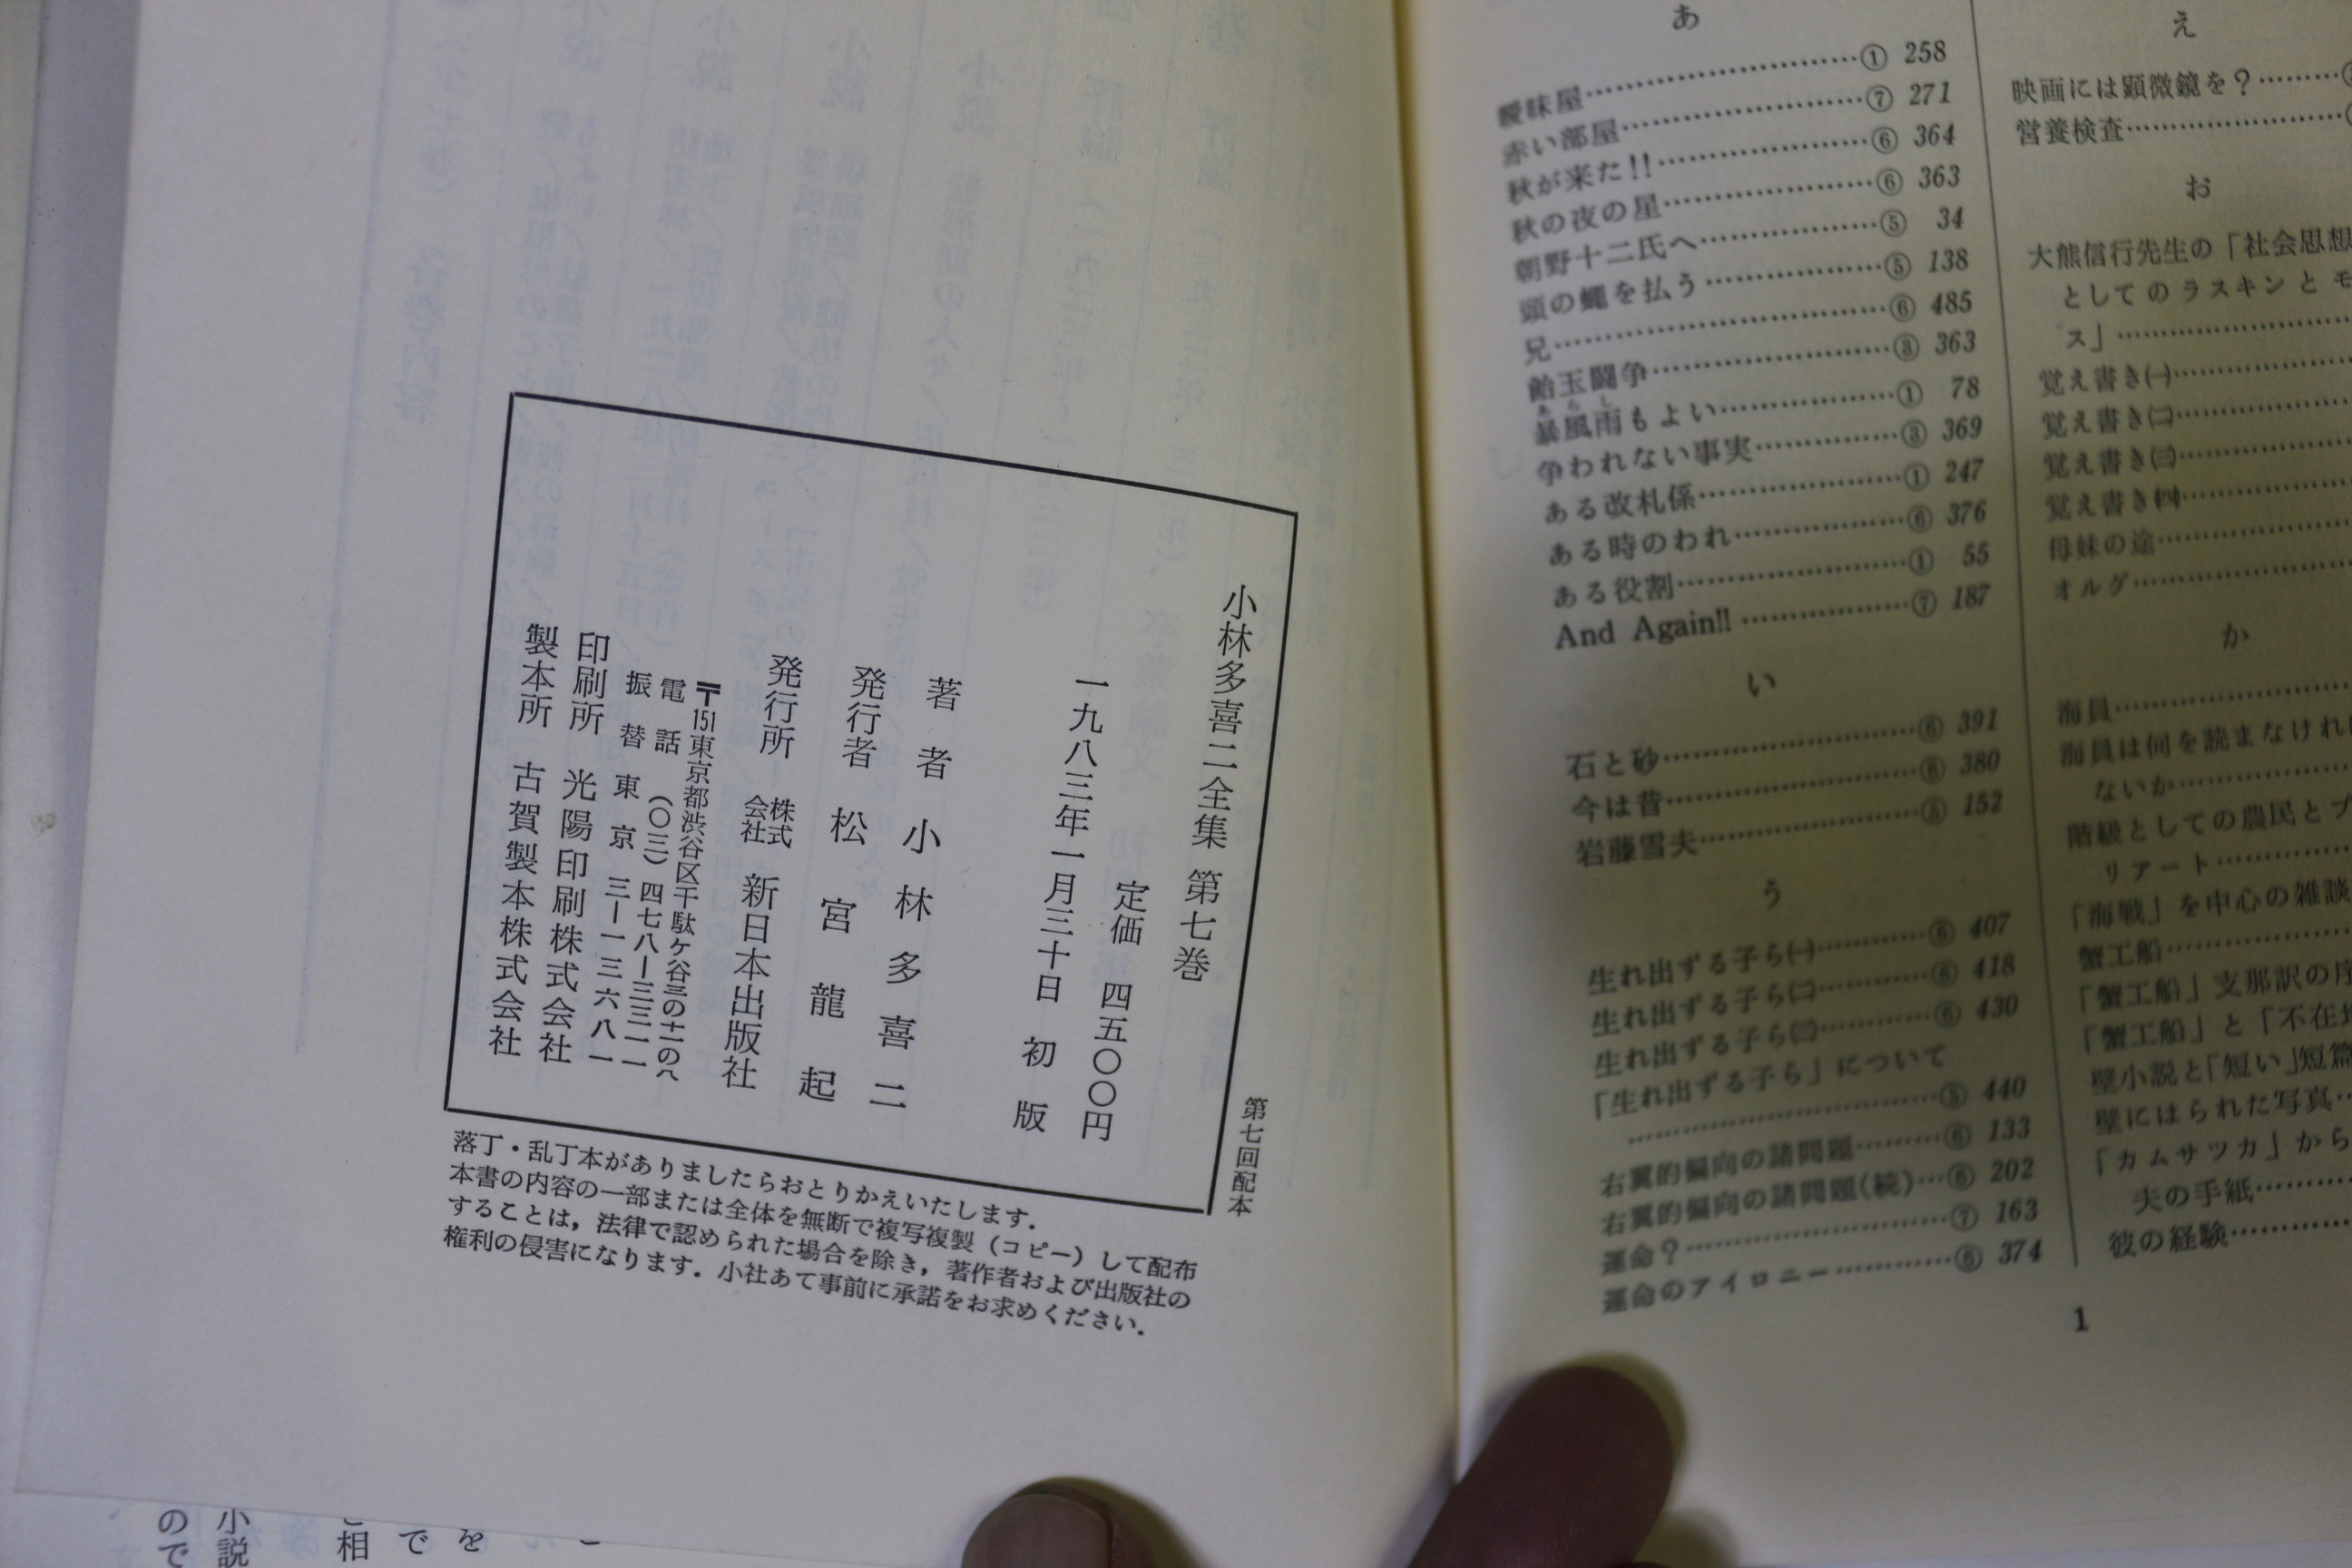 小林多喜二全集 第七巻
定価 四五〇〇円
一九八三年一月三十日 初版
著者 小林多喜二
発行者 松宮龍起
発行所 株式会社 新日本出版社
〒151東京都渋谷区千駄ケ谷三の十一の八
電話 (〇三) 四七八―三三一一
振替 東京 三―一三六八一
印刷所 光陽印刷株式会社
製本所 古賀製本株式会社
第七回配本
落丁・乱丁本がありましたらおとりかえいたします.
本書の内容の一部または全体を無断で複写複製（コピー）して配布
することは, 法律で認められた場合を除き, 著作者および出版社の
権利の侵害になります. 小社あて事前に承諾をお求めください.
あ
曖昧屋……① 258
赤い部屋……⑦ 271
秋が来た!!……⑥ 364
秋の夜の星……⑥ 363
朝野十二氏へ……⑤ 34
頭の蠅を払う……⑤ 138
兄……⑥ 485
飴玉闘争……③ 363
暴風雨もよい……① 78
争われない事実……③ 369
ある改札係……① 247
ある時のわれ……⑥ 376
ある役割……① 55
And Again!!……⑦ 187
い
石と砂……⑥ 391
今は昔……⑥ 380
岩藤雪夫……⑤ 152
う
生れ出ずる子ら㈠……⑥ 407
生れ出ずる子ら㈡……⑥ 418
生れ出ずる子ら㈢……⑥ 430
「生れ出ずる子ら」について
……⑤ 440
右翼的偏向の諸問題……⑥ 133
右翼的偏向の諸問題(続)…⑥ 202
運命？……⑦ 163
運命のアイロニー……⑥ 374
え
映画には顕微鏡を？……
営養検査……
お
大熊信行先生の「社会思想
としてのラスキンとモ
ス」……
覚え書き㈠……
覚え書き㈡……
覚え書き㈢……
覚え書き㈣……
母妹の途……
オルグ……
か
海員……
海員は何を読まなければ
ないか……
階級としての農民とプ
リアート……
「海戦」を中心の雑談
蟹工船……
「蟹工船」支那訳の序
「蟹工船」と「不在地
壁小説と「短い」短篇
壁にはられた写真…
「カムサツカ」から
夫の手紙……
彼の経験……
1
を
で
相
小説
ので